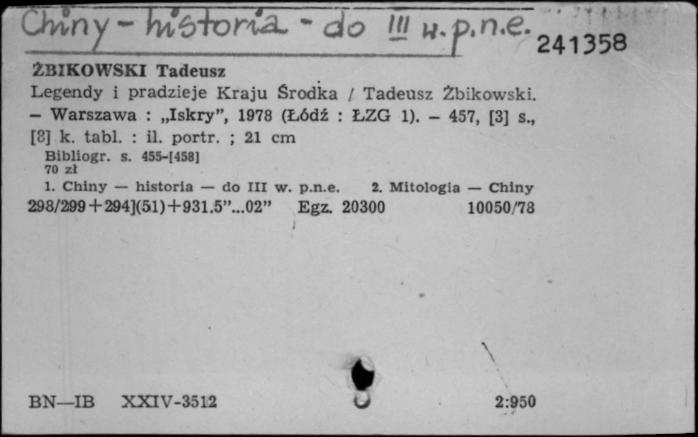 Chiny - historia - do III w. p.n.e.
241358
ŻBIKOWSKI Tadeusz
Legendy i pradzieje Kraju Środka / Tadeusz Żbikowski.
— Warszawa : „Iskry”, 1978 (Łódź : ŁZG 1). — 457, [3] s.,
[8] k. tabl. : il. portr. ; 21 cm
Bibliogr. s. 455-[458]
70 zł
1. Chiny — historia — do III w. p.n.e. 2. Mitologia — Chiny
298/299+294](51)+931.5”...02” Egz. 20300 10050/78
BN—IB XXIV-3512 2:950